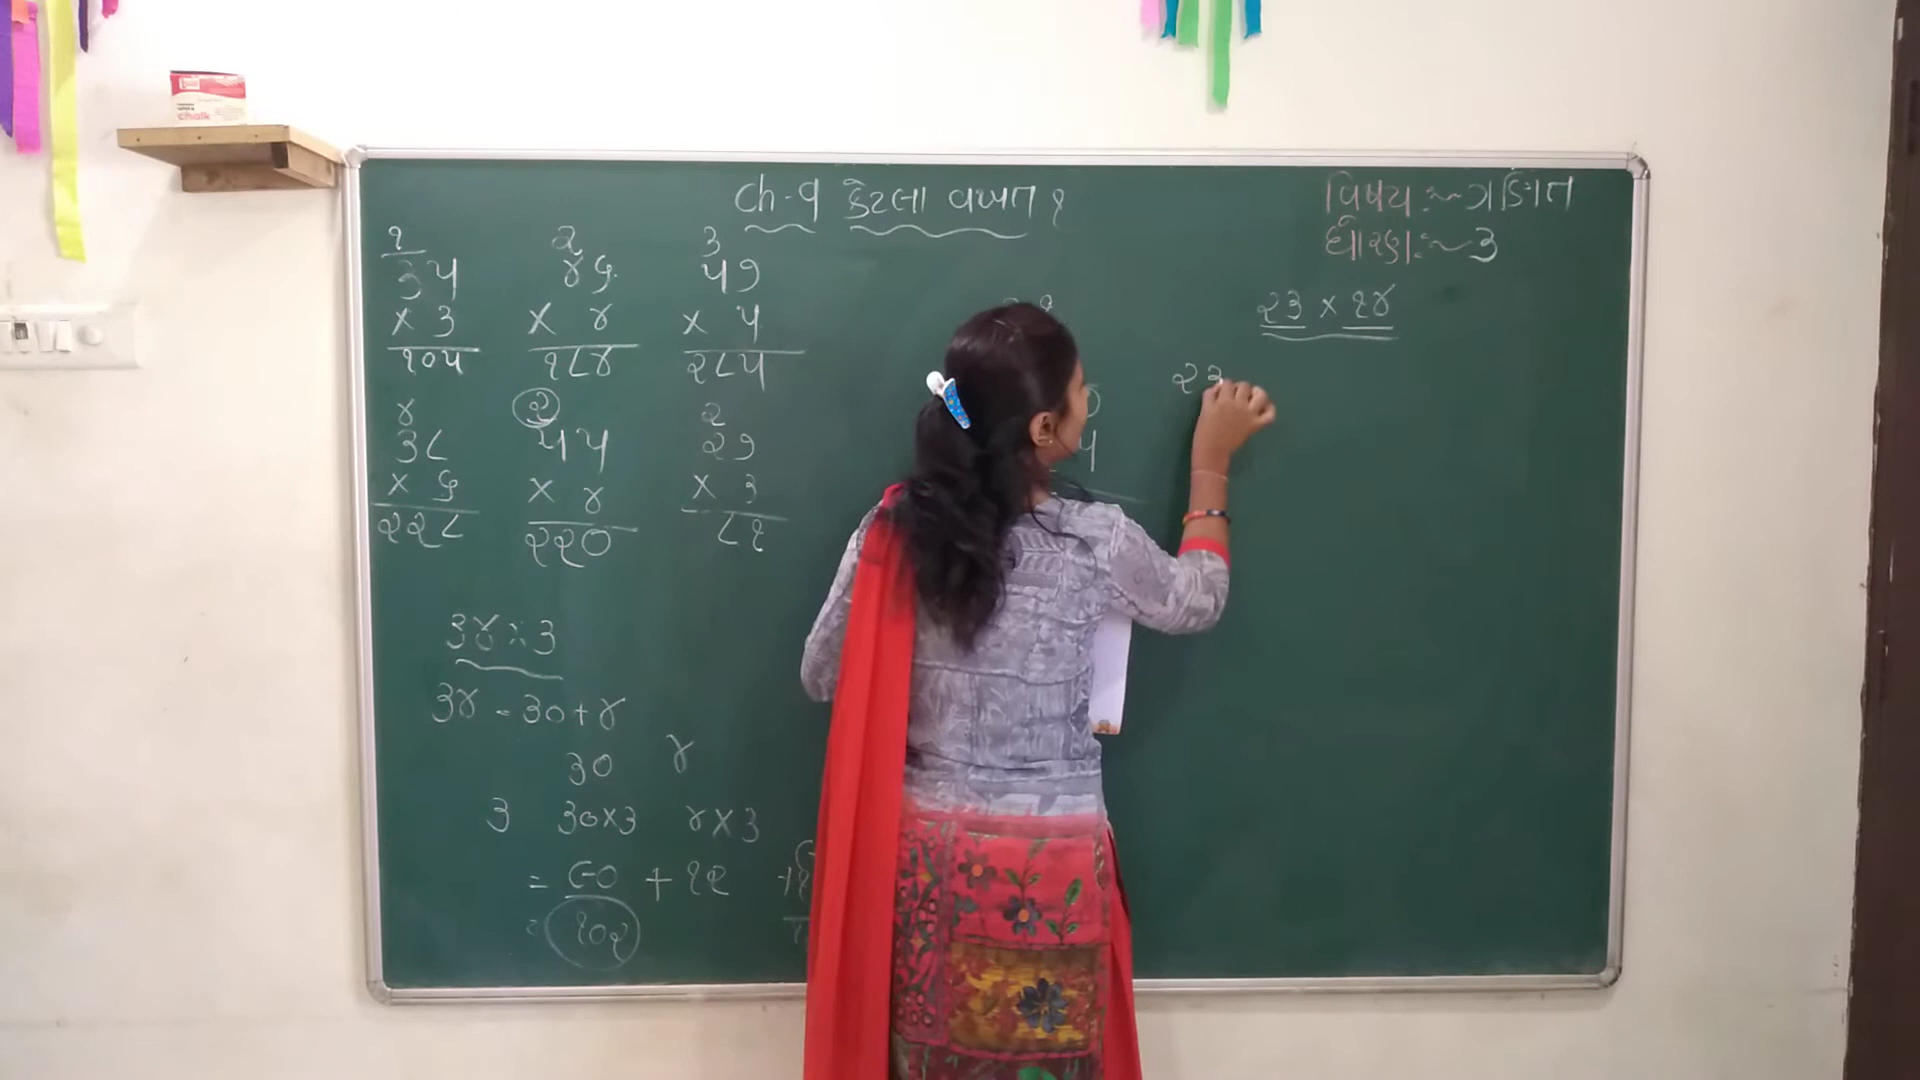 Ch-9 કેટલા વખત ?
વિષય :~ ગણિત
ધોરણ :~ ૩
૧ ૨ ૩
૩૫ ૪૬ ૫૭
× ૩ × ૪ × ૫
૧૦૫ ૧૮૪ ૨૮૫
૪ ૨ ૨
૩૮ ૫૫ ૨૭
× ૬ × ૪ × ૩
૨૨૮ ૨૨૦ ૮૧
૩૪ × ૩
૩૪ = ૩૦ + ૪
૩૦ ૪
૩ ૩૦×૩ ૪×૩
= ૯૦ + ૧૨
= ૧૦૨
૨૩ × ૧૪
૨૩
chalk